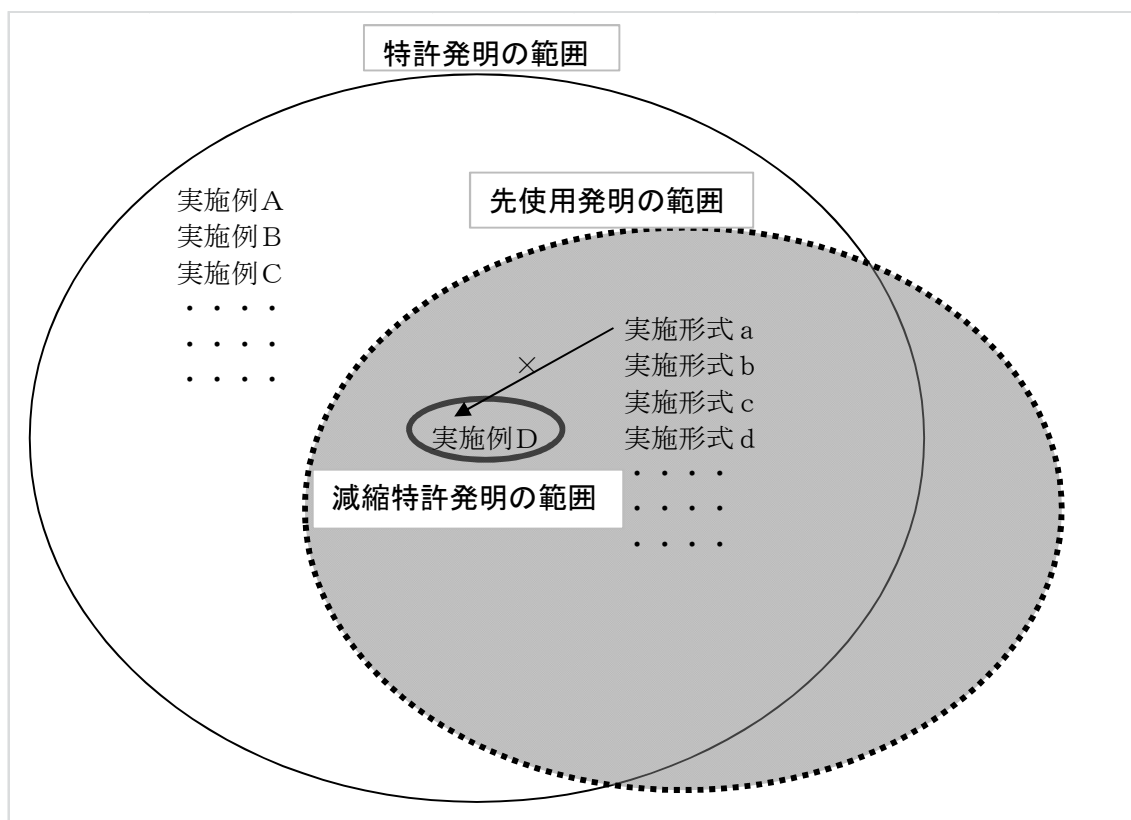 特許発明の範囲
実施例A
実施例B
実施例C
・・・・
・・・・
・・・・
先使用発明の範囲
実施形式a
実施形式b
実施形式c
実施形式d
・・・・
・・・・
・・・・
×
実施例D
減縮特許発明の範囲